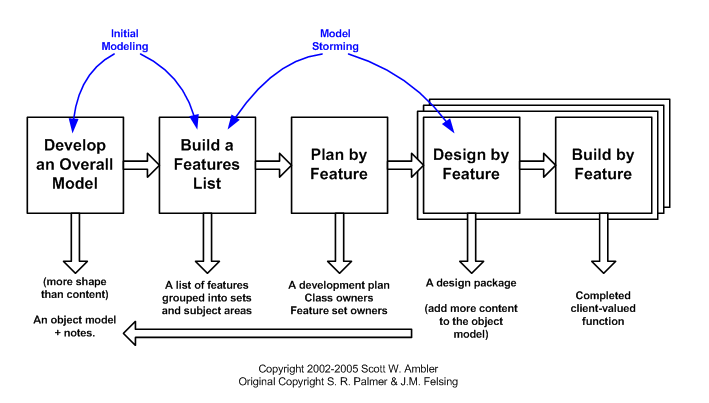 Initial
Modeling
Model
Storming
Develop
an Overall
Model
Build a
Features
List
Plan by
Feature
Design by
Feature
Build by
Feature
(more shape
than content)
An object model
+ notes.
A list of features
grouped into sets
and subject areas
A development plan
Class owners
Feature set owners
A design package
(add more content
to the object
model)
Completed
client-valued
function
Copyright 2002-2005 Scott W. Ambler
Original Copyright S. R. Palmer & J.M. Felsing